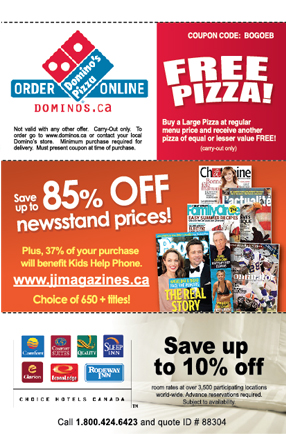 COUPON CODE: BOGOEB
Domino's
Pizza
ORDER ONLINE
DOMINOS.ca
FREE
PIZZA!
Not valid with any other offer. Carry-Out only. To
order go to www.dominos.ca or contact your local
Domino's store. Minimum purchase required for
delivery. Must present coupon at time of purchase.
Buy a Large Pizza at regular
menu price and receive another
pizza of equal or lesser value FREE!
(carry-out only)
Save
up to 85% OFF
newsstand prices!
Plus, 37% of your purchase
will benefit Kids Help Phone.
www.jjmagazines.ca
Choice of 650+ titles!
Chatelaine
actualité
Family
People
THE REAL
STORY
Comfort
COMFORT
SUITES
QUALITY
SLEEP
INN
Clarion
EconoLodge
RODEWAY
INN
CHOICE HOTELS CANADA™
Save up
to 10% off
room rates at over 3,500 participating locations
world-wide. Advance reservations required.
Subject to availability.
Call 1.800.424.6423 and quote ID # 88304